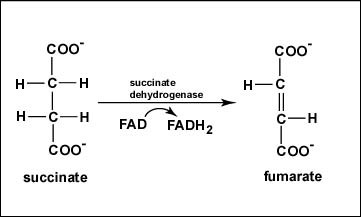 COO⁻
H C H
H C H
COO⁻
succinate
succinate
dehydrogenase
FAD FADH₂
COO⁻
H C
C H
COO⁻
fumarate